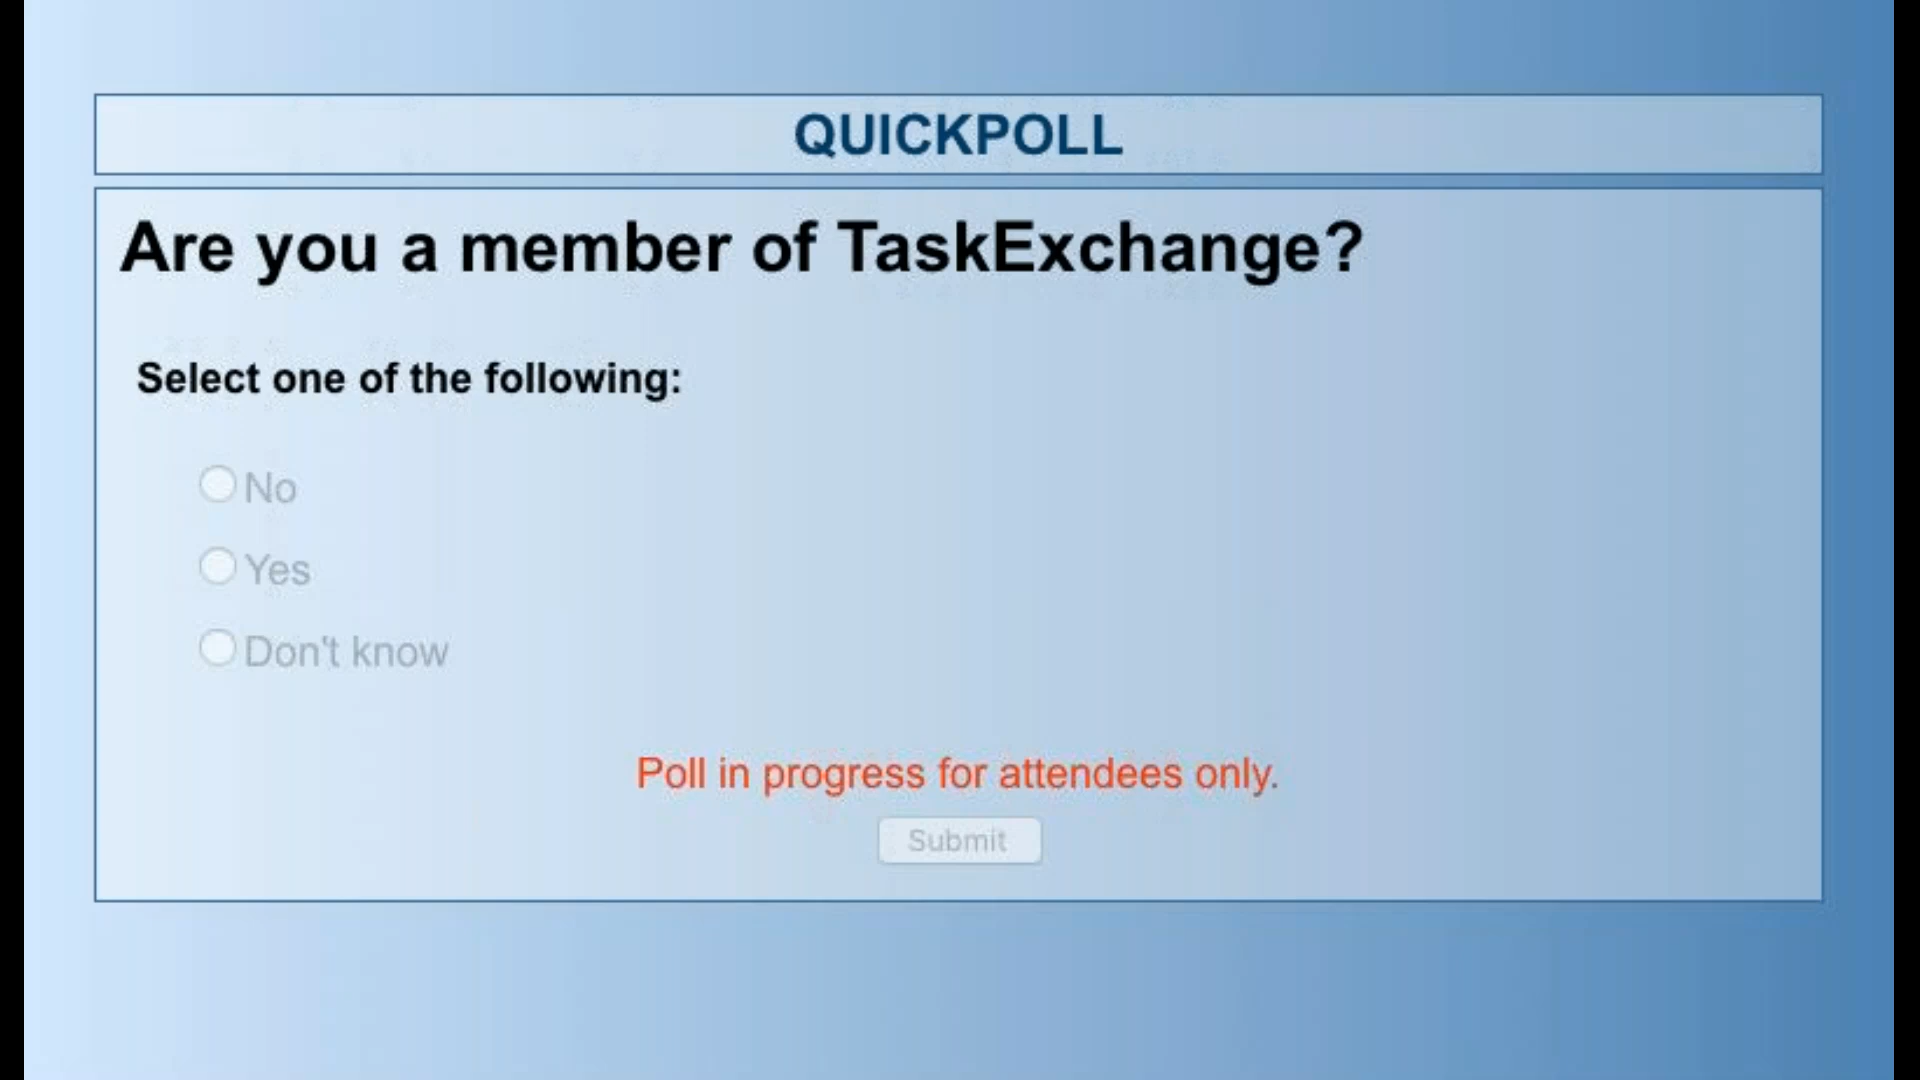 QUICKPOLL
Are you a member of TaskExchange?
Select one of the following:
No
Yes
Don't know
Poll in progress for attendees only.
Submit